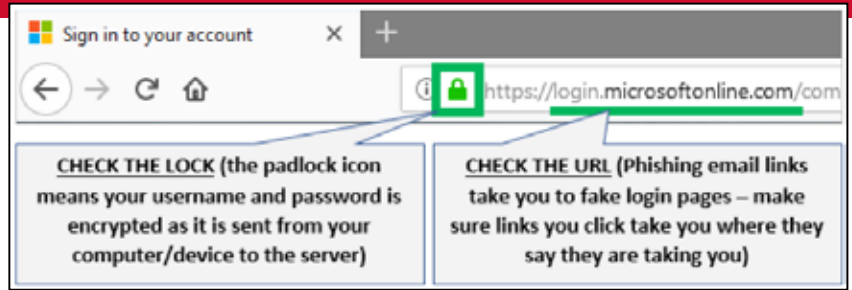 Sign in to your account
https://login.microsoftonline.com/com
CHECK THE LOCK (the padlock icon
means your username and password is
encrypted as it is sent from your
computer/device to the server)
CHECK THE URL (Phishing email links
take you to fake login pages – make
sure links you click take you where they
say they are taking you)